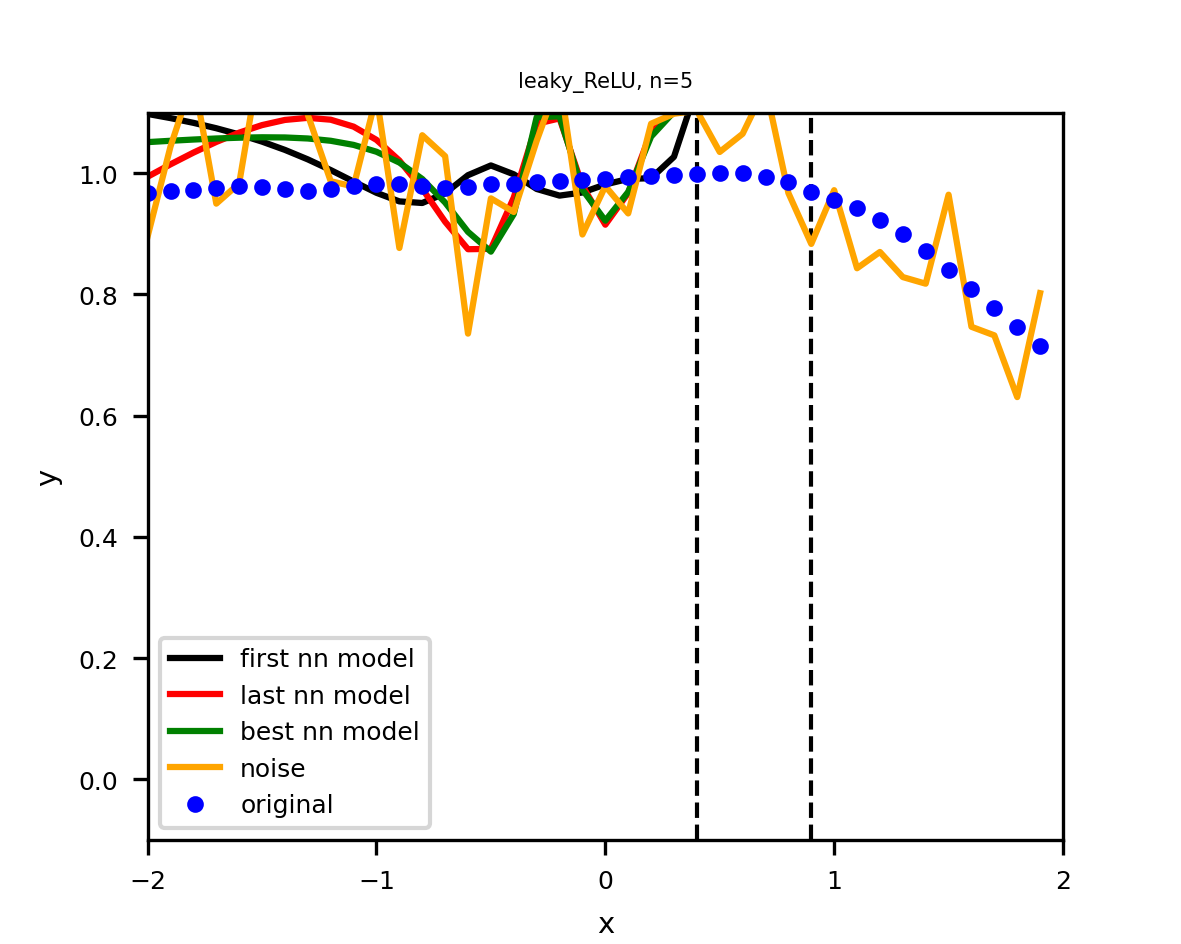 leaky_ReLU, n=5
1.0
0.8
0.6
0.4
0.2
0.0
y
first nn model
last nn model
best nn model
noise
original
−2
−1
0
1
2
x